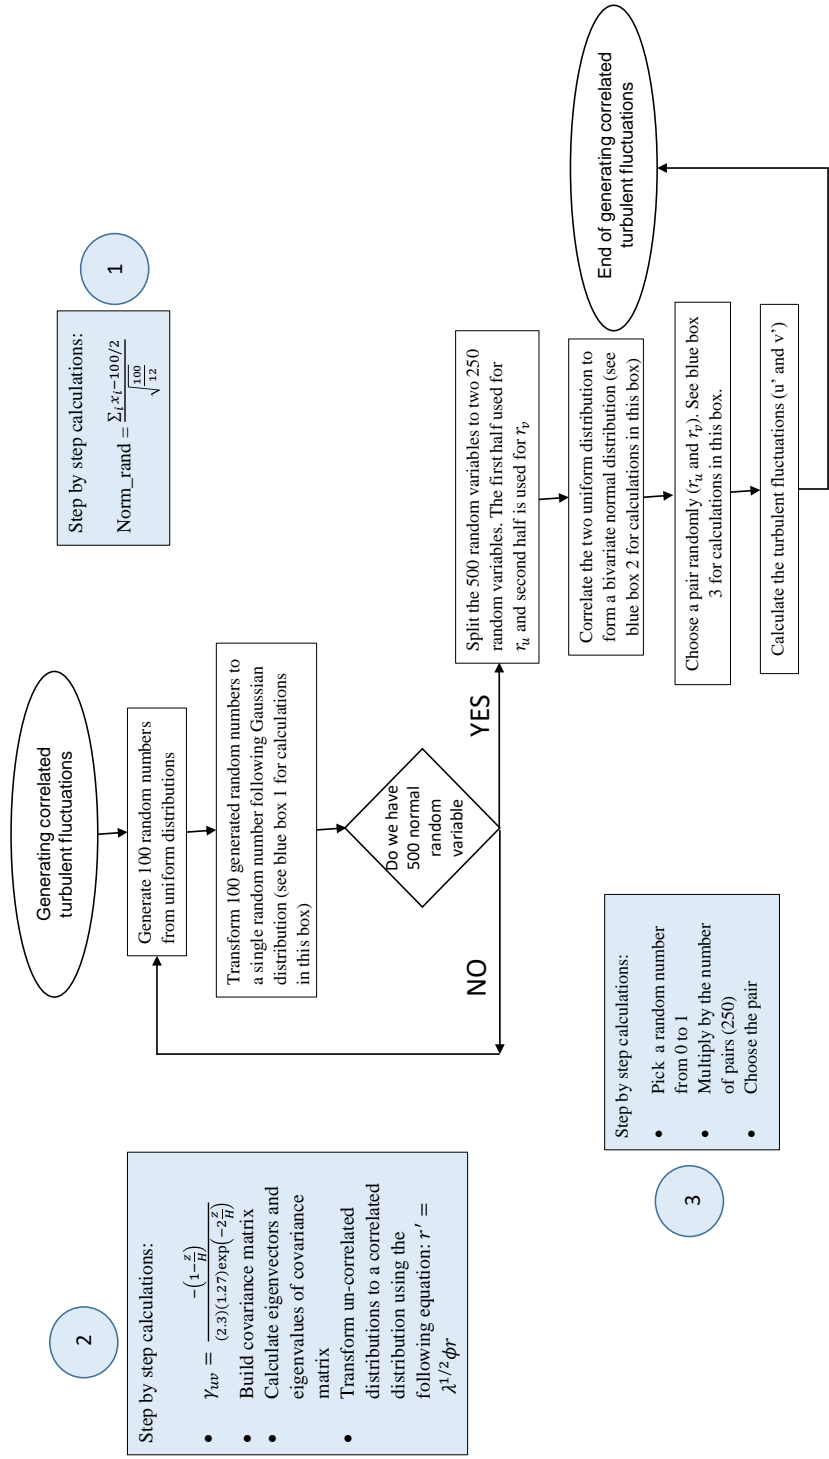 Generating correlated
turbulent fluctuations
Generate 100 random numbers
from uniform distributions
Transform 100 generated random numbers to
a single random number following Gaussian
distribution (see blue box 1 for calculations
in this box)
Do we have
500 normal
random
variable
NO
YES
Split the 500 random variables to two 250
random variables. The first half used for
r_u and second half is used for r_v
Correlate the two uniform distribution to
form a bivariate normal distribution (see
blue box 2 for calculations in this box)
Choose a pair randomly (r_u and r_v). See blue box
3 for calculations in this box.
Calculate the turbulent fluctuations (u' and v')
End of generating correlated
turbulent fluctuations
1
Step by step calculations:
Norm_rand = (∑_i x_i−100/2)/√(100/12)
2
Step by step calculations:
• γ_uv = −(1−z/H)/((2.3)(1.27)exp(−2z/H))
• Build covariance matrix
• Calculate eigenvectors and
eigenvalues of covariance
matrix
• Transform un-correlated
distributions to a correlated
distribution using the
following equation: r′ =
λ^1/2 ϕr
3
Step by step calculations:
• Pick a random number
from 0 to 1
• Multiply by the number
of pairs (250)
• Choose the pair